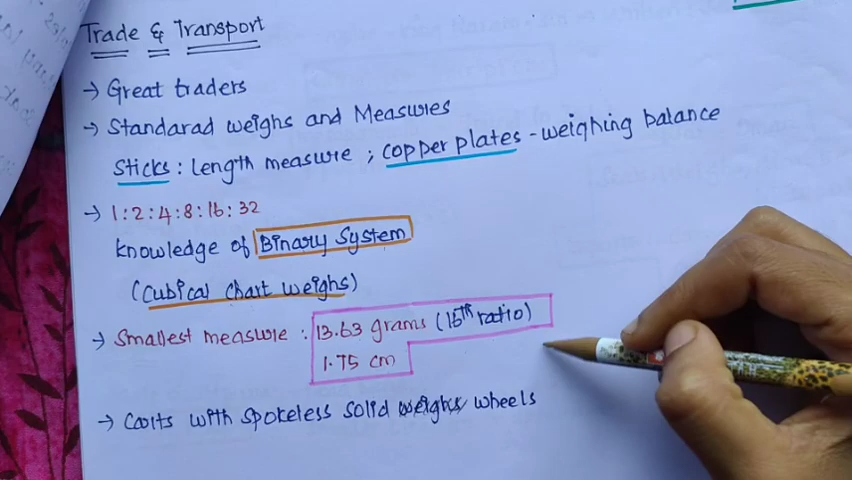 Trade & Transport
→ Great traders
→ Standarad weighs and Measures
Sticks : Length measure ; copper plates - weighing balance
→ 1:2:4:8:16:32
knowledge of Binary System
(Cubical chart weighs)
→ Smallest measure : 13.63 grams (16th ratio)
1.75 cm
→ Carts with spokeless solid weighs wheels